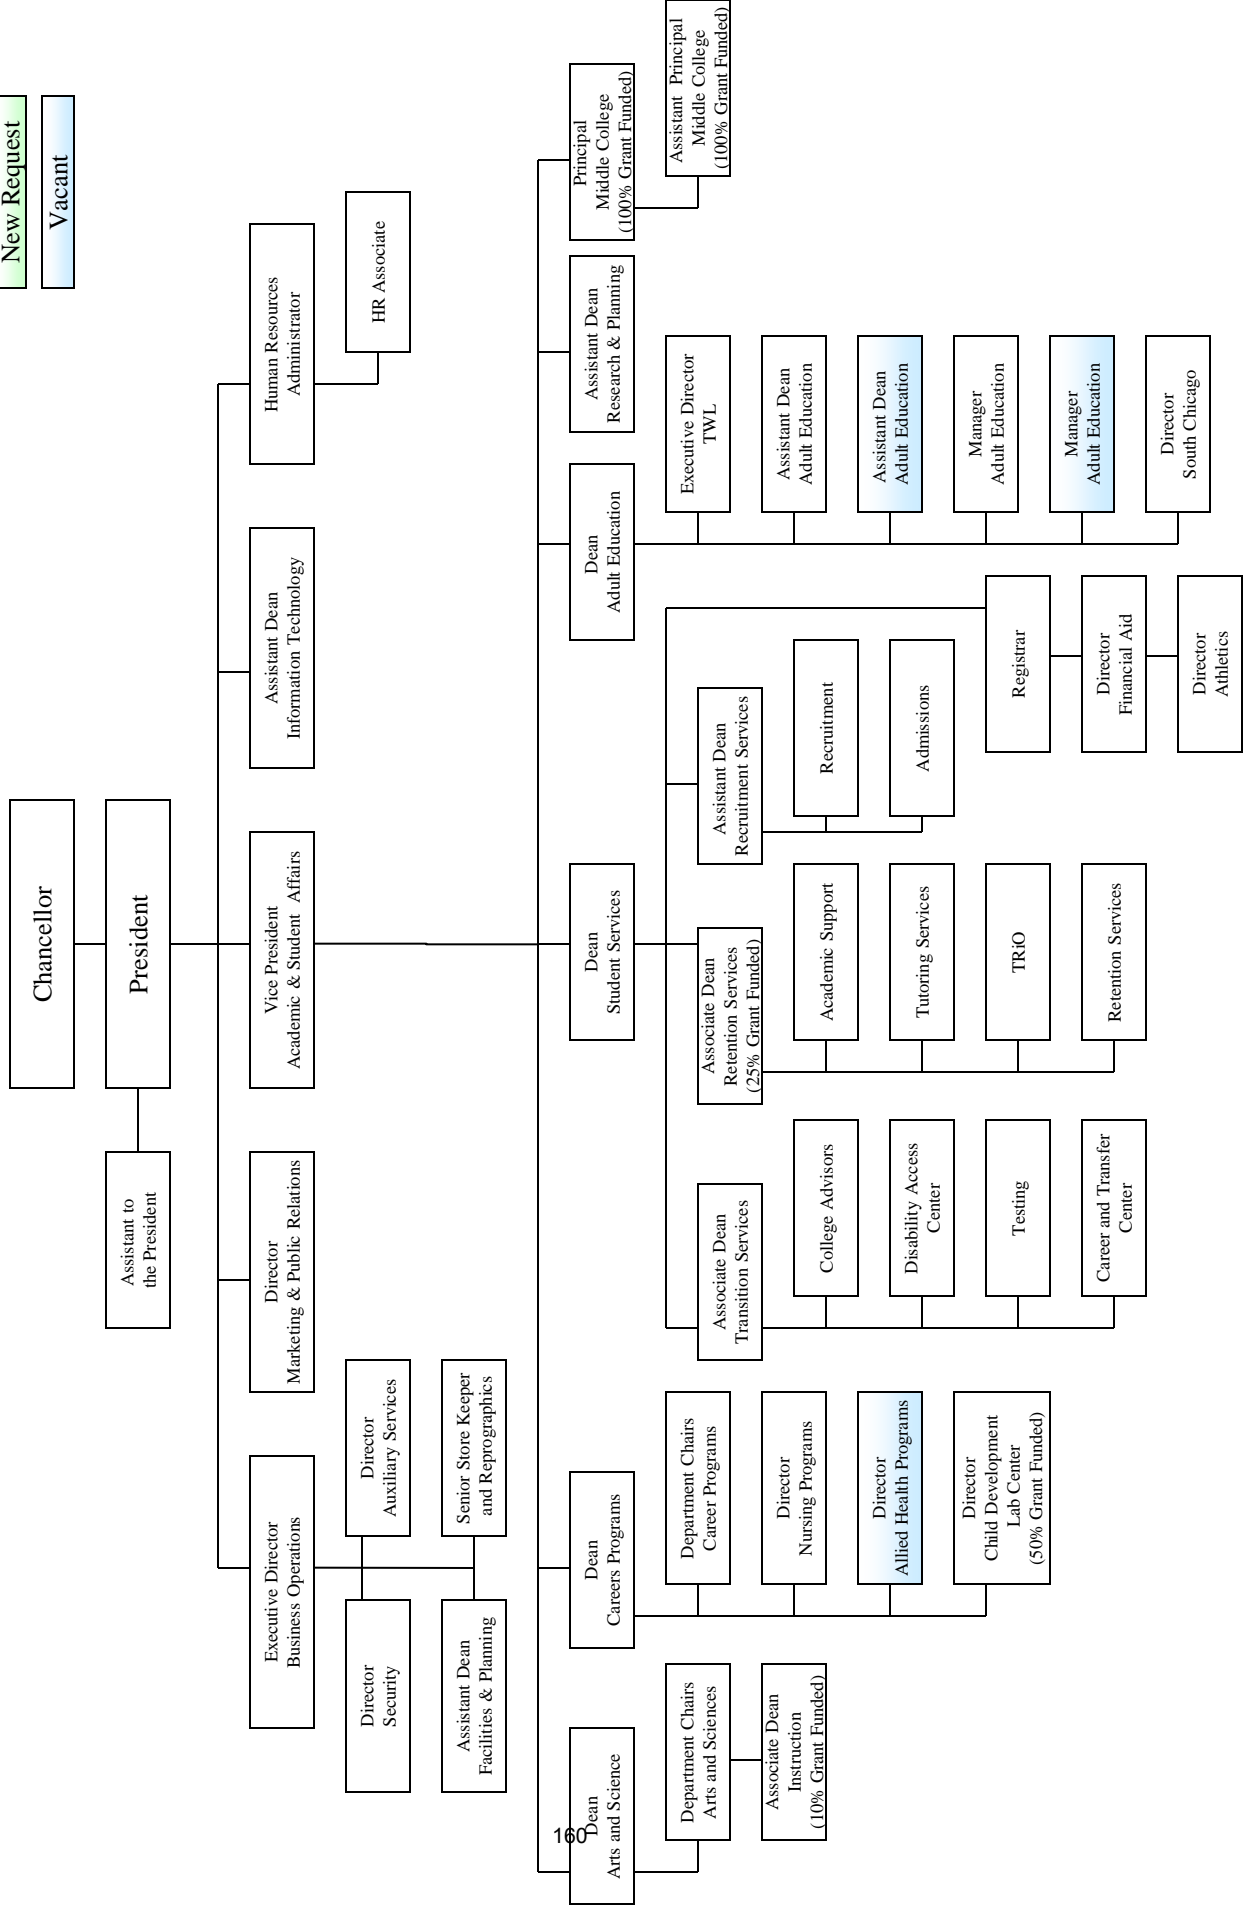 New Request
Vacant
Chancellor
President
Assistant to
the President
Executive Director
Business Operations
Director
Marketing & Public Relations
Vice President
Academic & Student Affairs
Assistant Dean
Information Technology
Human Resources
Administrator
Director
Security
Director
Auxiliary Services
HR Associate
Assistant Dean
Facilities & Planning
Senior Store Keeper
and Reprographics
Dean
Arts and Science
Dean
Careers Programs
Dean
Student Services
Dean
Adult Education
Assistant Dean
Research & Planning
Principal
Middle College
(100% Grant Funded)
Department Chairs
Arts and Sciences
Associate Dean
Instruction
(10% Grant Funded)
Department Chairs
Career Programs
Director
Nursing Programs
Director
Allied Health Programs
Director
Child Development
Lab Center
(50% Grant Funded)
Associate Dean
Transition Services
College Advisors
Disability Access
Center
Testing
Career and Transfer
Center
Associate Dean
Retention Services
(25% Grant Funded)
Academic Support
Tutoring Services
TRiO
Retention Services
Assistant Dean
Recruitment Services
Recruitment
Admissions
Registrar
Director
Financial Aid
Director
Athletics
Executive Director
TWL
Assistant Dean
Adult Education
Assistant Dean
Adult Education
Manager
Adult Education
Manager
Adult Education
Director
South Chicago
Assistant Principal
Middle College
(100% Grant Funded)
160